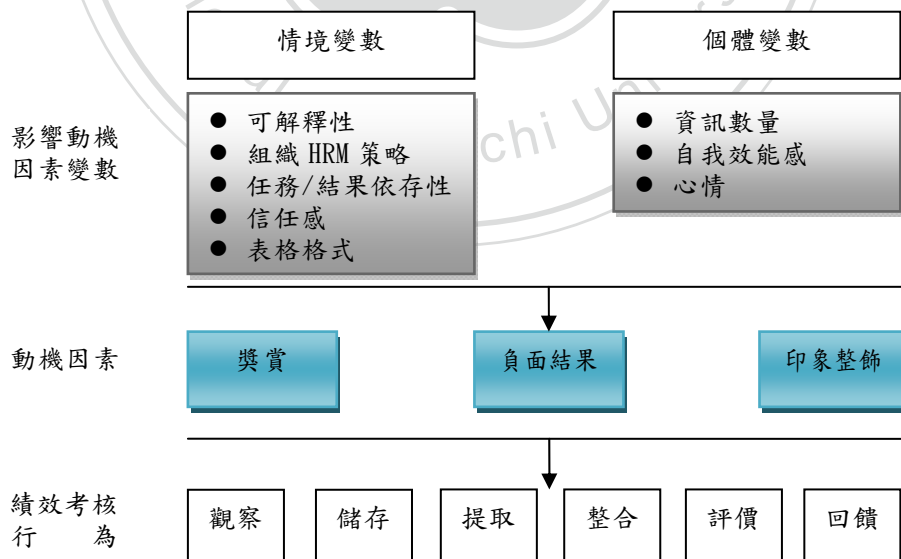 情境變數
個體變數
影響動機
因素變數
● 可解釋性
● 組織 HRM 策略
● 任務/結果依存性
● 信任感
● 表格格式
● 資訊數量
● 自我效能感
● 心情
動機因素
獎賞
負面結果
印象整飾
績效考核
行 為
觀察
儲存
提取
整合
評價
回饋
chi Univers